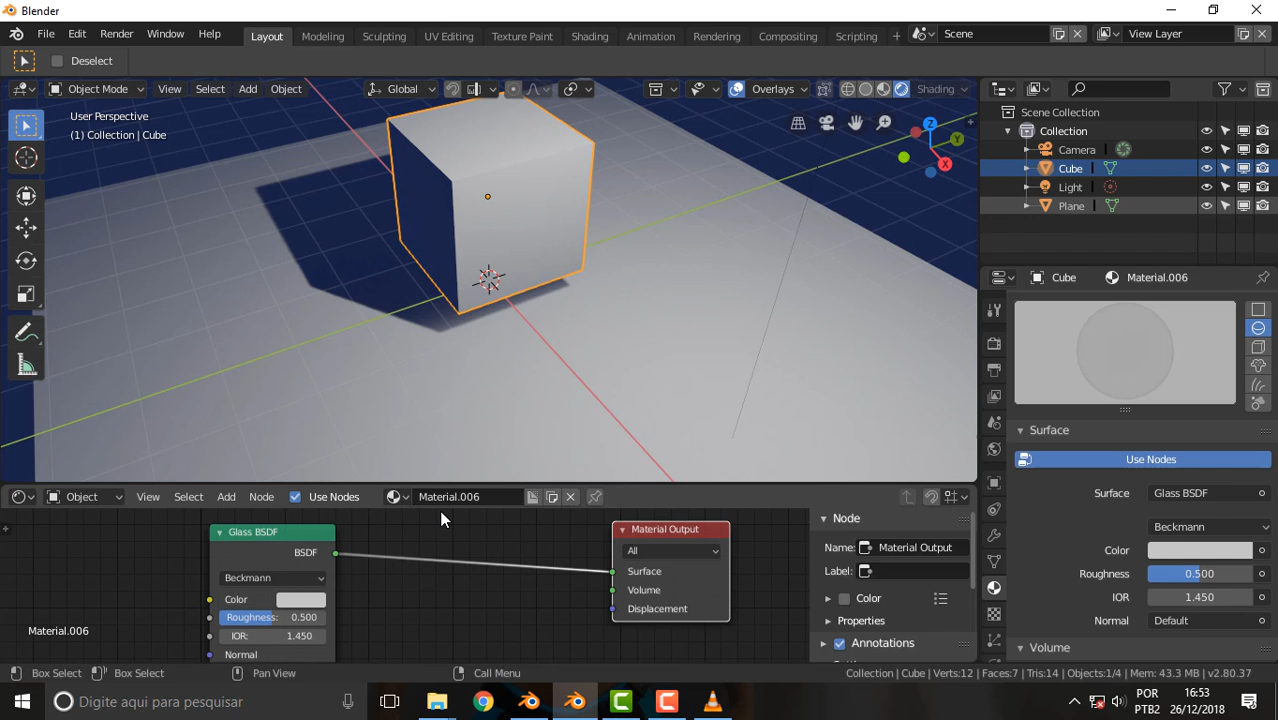 Blender
File Edit Render Window Help Layout Modeling Sculpting UV Editing Texture Paint Shading Animation Rendering Compositing Scripting + Scene View Layer
Deselect
Object Mode View Select Add Object Global Overlays Shading
User Perspective
(1) Collection | Cube
Z
Y
X
Scene Collection
Collection
Camera
Cube
Light
Plane
Cube Material.006
Surface
Use Nodes
Surface Glass BSDF
Beckmann
Color
Roughness 0.500
IOR 1.450
Normal Default
Volume
Object View Select Add Node Use Nodes Material.006
Glass BSDF
BSDF
Beckmann
Color
Roughness: 0.500
IOR: 1.450
Normal
Material Output
All
Surface
Volume
Displacement
Node
Name: Material Output
Label:
Color
Properties
Annotations
Material.006
Box Select Box Select Pan View Call Menu Collection | Cube | Verts:12 | Faces:7 | Tris:14 | Objects:1/4 | Mem: 43.3 MB | v2.80.37
Digite aqui para pesquisar
POR
PTB2
16:53
26/12/2018